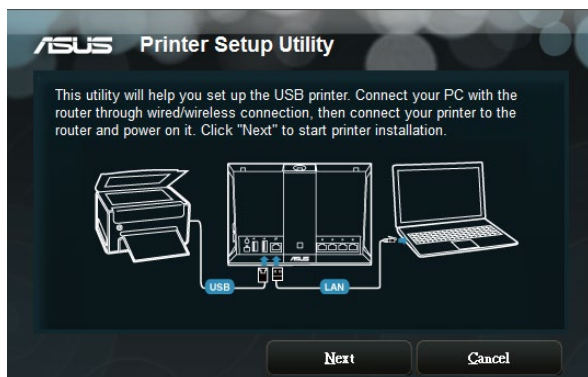 ASUS Printer Setup Utility
This utility will help you set up the USB printer. Connect your PC with the
router through wired/wireless connection, then connect your printer to the
router and power on it. Click "Next" to start printer installation.
ASUS
USB
LAN
Next
Cancel